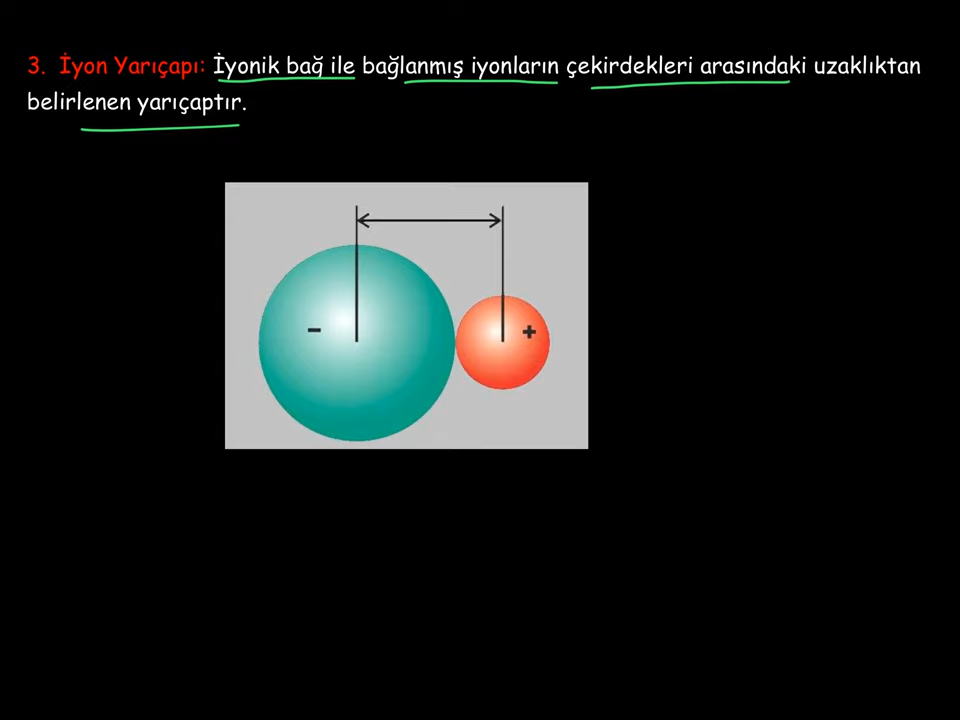 3. İyon Yarıçapı: İyonik bağ ile bağlanmış iyonların çekirdekleri arasındaki uzaklıktan
belirlenen yarıçaptır.
- +